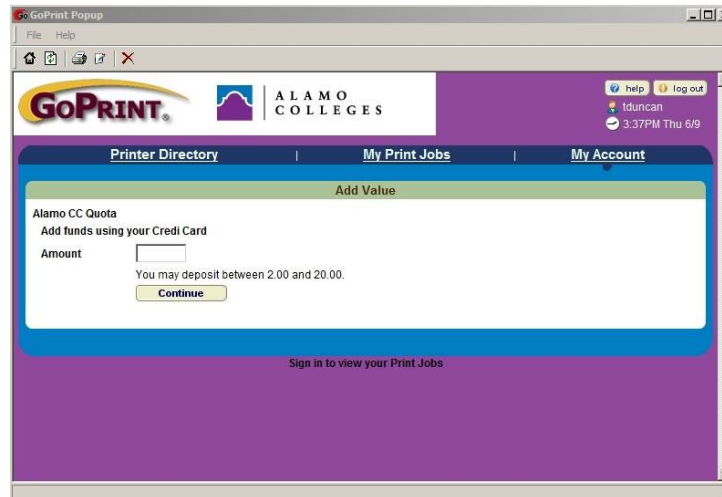 GoPrint Popup
File Help
GOPRINT®
ALAMO
COLLEGES
help log out
tduncan
3:37PM Thu 6/9
Printer Directory | My Print Jobs | My Account
Add Value
Alamo CC Quota
Add funds using your Credi Card
Amount
You may deposit between 2.00 and 20.00.
Continue
Sign in to view your Print Jobs